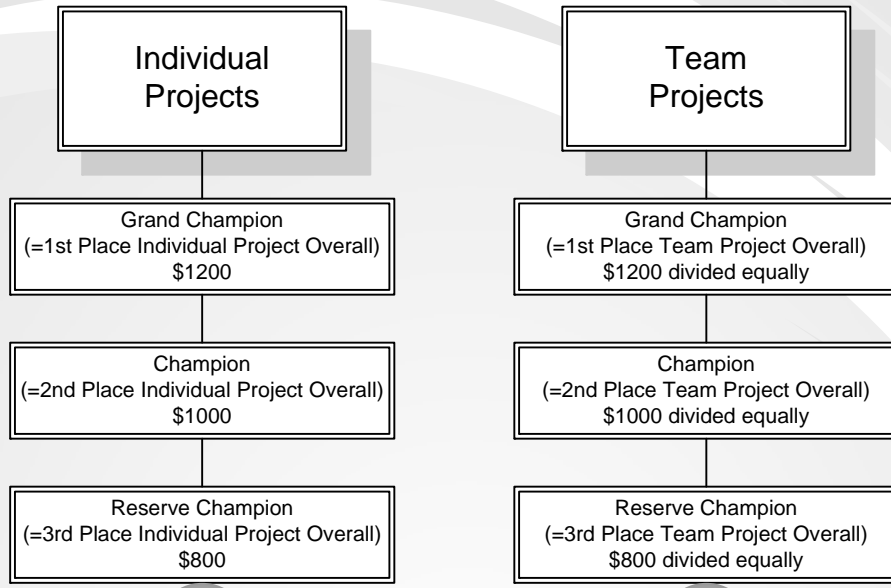 Individual
Projects
Grand Champion
(=1st Place Individual Project Overall)
$1200
Champion
(=2nd Place Individual Project Overall)
$1000
Reserve Champion
(=3rd Place Individual Project Overall)
$800
Team
Projects
Grand Champion
(=1st Place Team Project Overall)
$1200 divided equally
Champion
(=2nd Place Team Project Overall)
$1000 divided equally
Reserve Champion
(=3rd Place Team Project Overall)
$800 divided equally